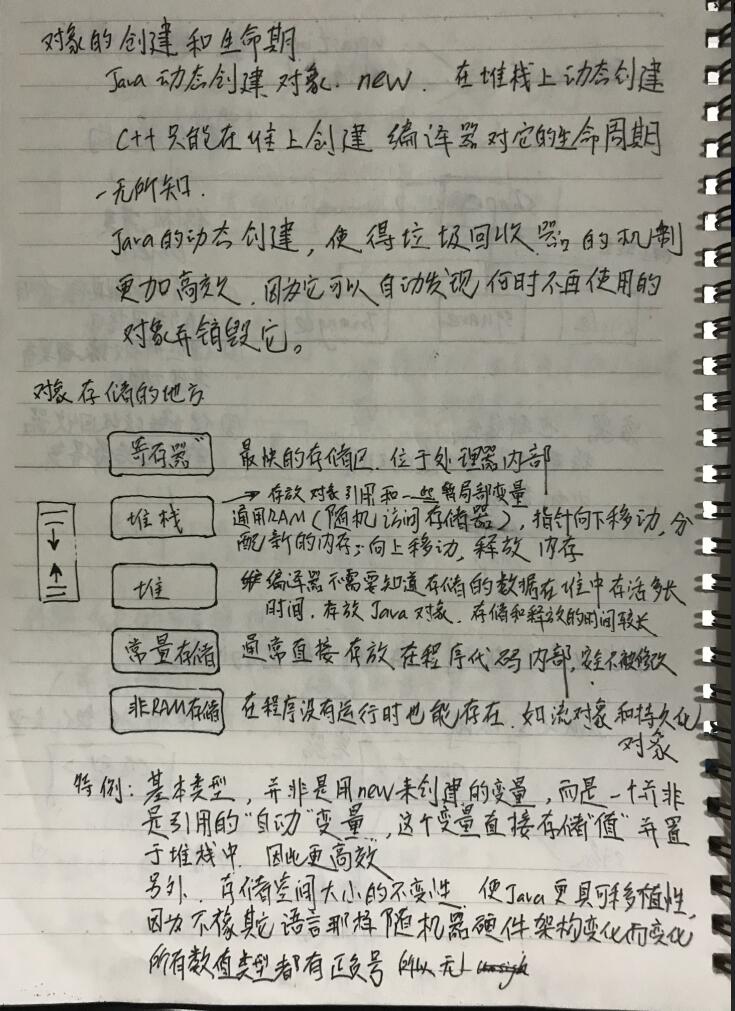 对象的创建和生命期
Java 动态创建 对象. new. 在堆栈上动态创建
C++ 只能在堆上创建 编译器对它的生命周期
一无所知.
Java的动态创建，使得垃圾回收器的机制
更加高效. 因为它可以自动发现何时不再使用的
对象并销毁它。
对象存储的地方
寄存器 最快的存储区. 位于处理器内部
→ 存放对象引用和一些局部变量
堆栈 通用RAM (随机访问存储器), 指针向下移动, 分
配新的内存; 向上移动, 释放内存
堆 编译器不需要知道存储的数据在堆中存活多长
时间. 存放 Java 对象. 存储和释放的时间较长
常量存储 通常直接存放在程序代码内部, 安全不被修改
非RAM存储 在程序没有运行时也能存在. 如流对象和持久化
对象
特例: 基本类型, 并非是用new来创建的变量, 而是一个并非
是引用的"自动"变量, 这个变量直接存储"值" 并置
于堆栈中. 因此更高效
另外. 存储空间大小的不变性. 使Java更具可移植性,
因为不像其它语言那样随机器硬件架构变化而变化
所有数值类型都有正负号 所以无